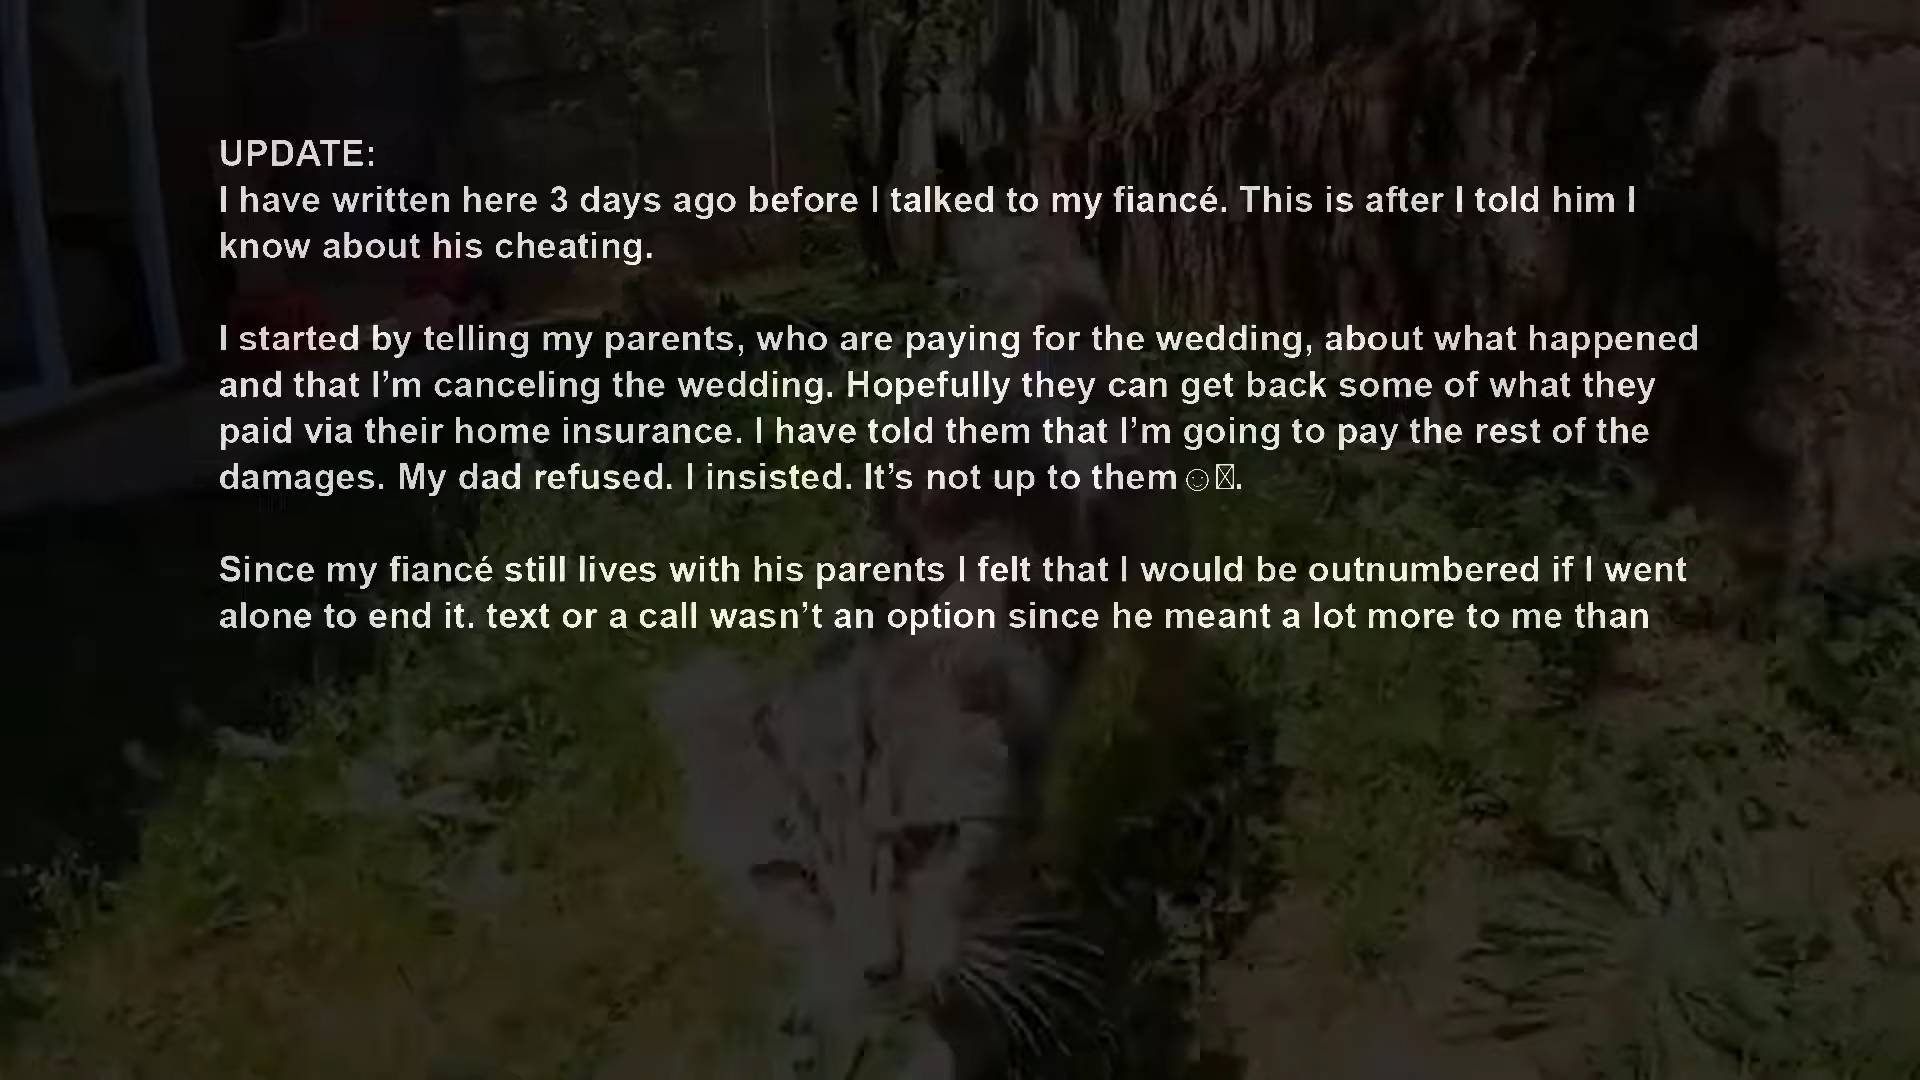 UPDATE:
I have written here 3 days ago before I talked to my fiancé. This is after I told him I
know about his cheating.
I started by telling my parents, who are paying for the wedding, about what happened
and that I’m canceling the wedding. Hopefully they can get back some of what they
paid via their home insurance. I have told them that I’m going to pay the rest of the
damages. My dad refused. I insisted. It’s not up to them☺.
Since my fiancé still lives with his parents I felt that I would be outnumbered if I went
alone to end it. text or a call wasn’t an option since he meant a lot more to me than